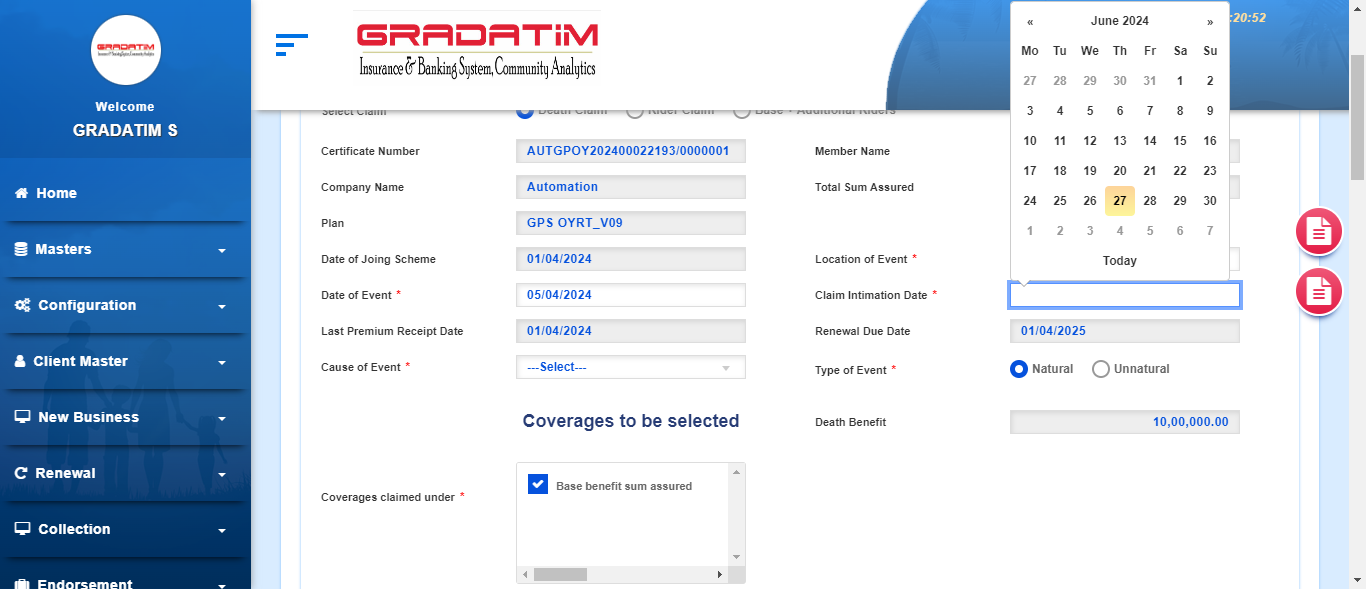 GRADATIM
Insurance & Banking System, Community Analytics
Welcome
GRADATIM S
Home
Masters
Configuration
Client Master
New Business
Renewal
Collection
Endorsement
GRADATIM
Insurance & Banking System, Community Analytics
:20:52
Select Claim Death Claim Rider Claim Base + Additional Riders
Certificate Number AUTGPOY202400022193/0000001 Member Name
Company Name Automation Total Sum Assured
Plan GPS OYRT_V09
Date of Joing Scheme 01/04/2024 Location of Event *
Date of Event * 05/04/2024 Claim Intimation Date *
Last Premium Receipt Date 01/04/2024 Renewal Due Date 01/04/2025
Cause of Event * ---Select--- Type of Event * Natural Unnatural
Coverages to be selected Death Benefit 10,00,000.00
Coverages claimed under * Base benefit sum assured
« June 2024 »
Mo Tu We Th Fr Sa Su
27 28 29 30 31 1 2
3 4 5 6 7 8 9
10 11 12 13 14 15 16
17 18 19 20 21 22 23
24 25 26 27 28 29 30
1 2 3 4 5 6 7
Today